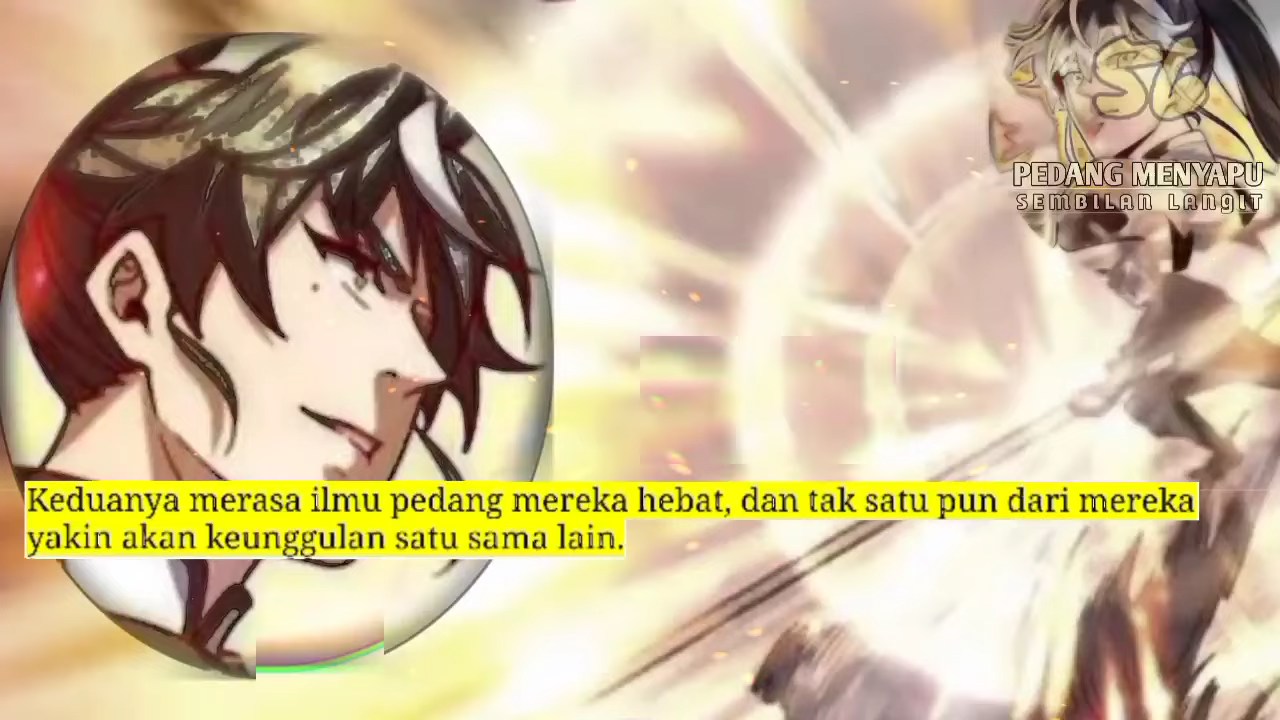 S6
PEDANG MENYAPU
SEMBILAN LANGIT
Keduanya merasa ilmu pedang mereka hebat, dan tak satu pun dari mereka
yakin akan keunggulan satu sama lain.